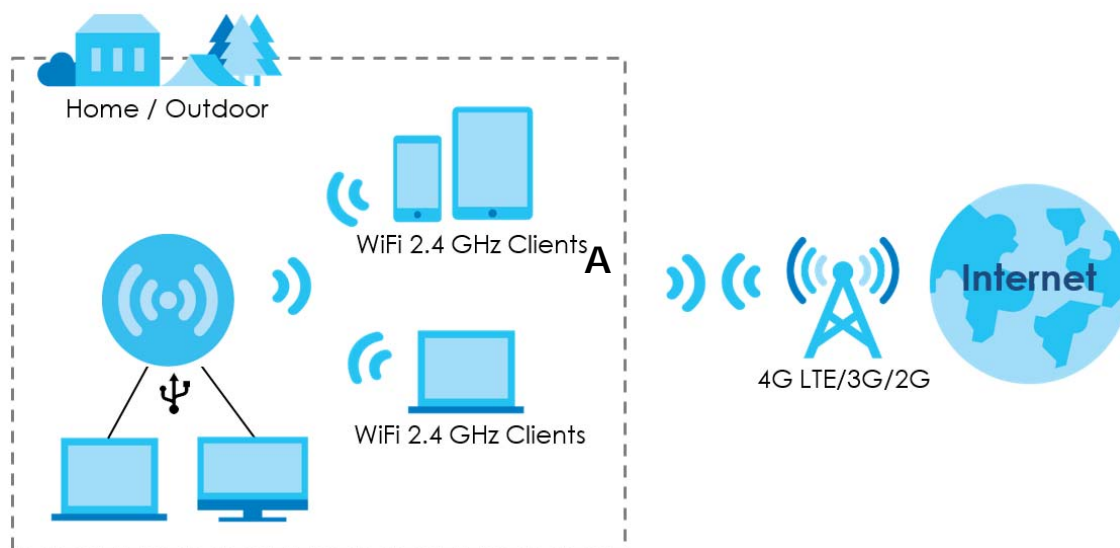 Home / Outdoor
WiFi 2.4 GHz Clients
A
Internet
4G LTE/3G/2G
WiFi 2.4 GHz Clients